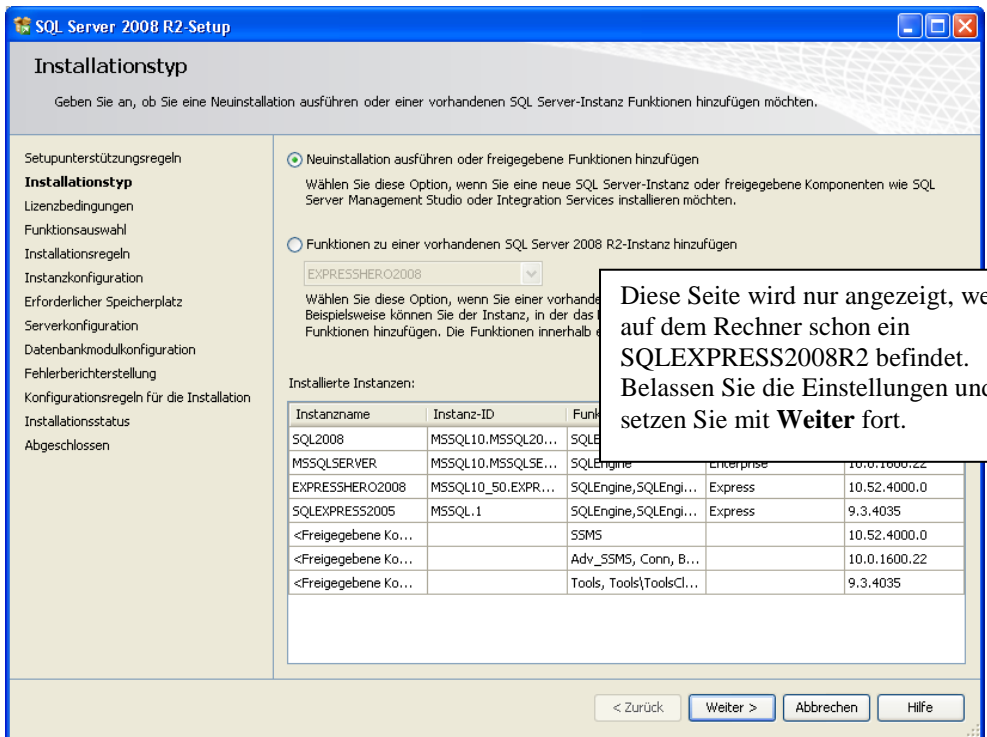 SQL Server 2008 R2-Setup
Installationstyp
Geben Sie an, ob Sie eine Neuinstallation ausführen oder einer vorhandenen SQL Server-Instanz Funktionen hinzufügen möchten.
Setupunterstützungsregeln
Installationstyp
Lizenzbedingungen
Funktionsauswahl
Installationsregeln
Instanzkonfiguration
Erforderlicher Speicherplatz
Serverkonfiguration
Datenbankmodulkonfiguration
Fehlerberichterstellung
Konfigurationsregeln für die Installation
Installationsstatus
Abgeschlossen
Neuinstallation ausführen oder freigegebene Funktionen hinzufügen
Wählen Sie diese Option, wenn Sie eine neue SQL Server-Instanz oder freigegebene Komponenten wie SQL
Server Management Studio oder Integration Services installieren möchten.
Funktionen zu einer vorhandenen SQL Server 2008 R2-Instanz hinzufügen
EXPRESSHERO2008
Wählen Sie diese Option, wenn Sie einer vorhande
Beispielsweise können Sie der Instanz, in der das
Funktionen hinzufügen. Die Funktionen innerhalb
Diese Seite wird nur angezeigt, we
auf dem Rechner schon ein
SQLEXPRESS2008R2 befindet.
Belassen Sie die Einstellungen und
setzen Sie mit Weiter fort.
Installierte Instanzen:
Instanzname Instanz-ID Funk
SQL2008 MSSQL10.MSSQL20... SQLE
MSSQLSERVER MSSQL10.MSSQLSE... SQLEngine Enterprise 10.0.1600.22
EXPRESSHERO2008 MSSQL10_50.EXPR... SQLEngine,SQLEngi... Express 10.52.4000.0
SQLEXPRESS2005 MSSQL.1 SQLEngine,SQLEngi... Express 9.3.4035
<Freigegebene Ko... SSMS 10.52.4000.0
<Freigegebene Ko... Adv_SSMS, Conn, B... 10.0.1600.22
<Freigegebene Ko... Tools, Tools\ToolsCl... 9.3.4035
< Zurück Weiter > Abbrechen Hilfe